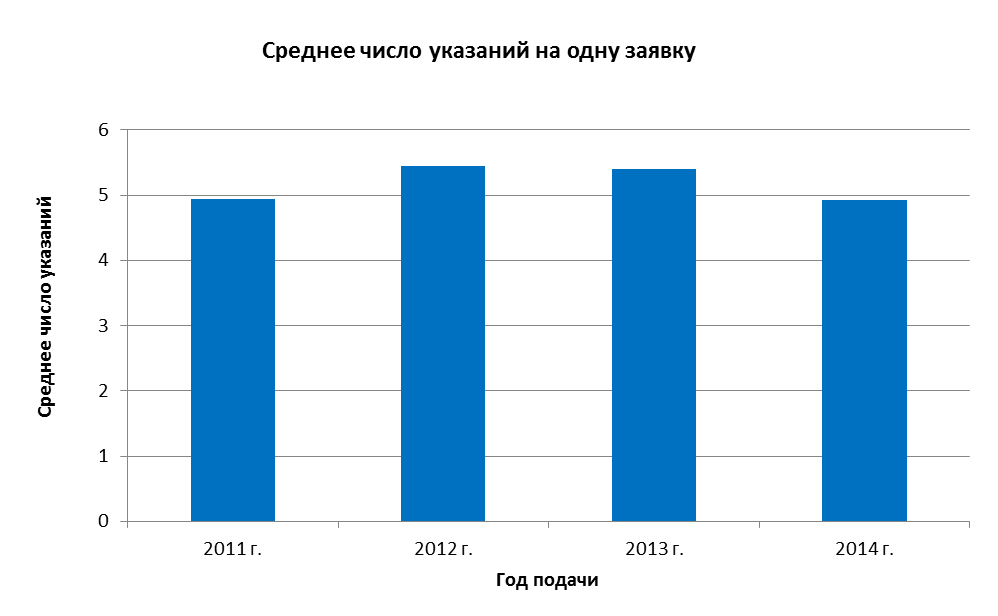 Среднее число указаний на одну заявку
Среднее число указаний
6
5
4
3
2
1
0
2011 г.
2012 г.
2013 г.
2014 г.
Год подачи